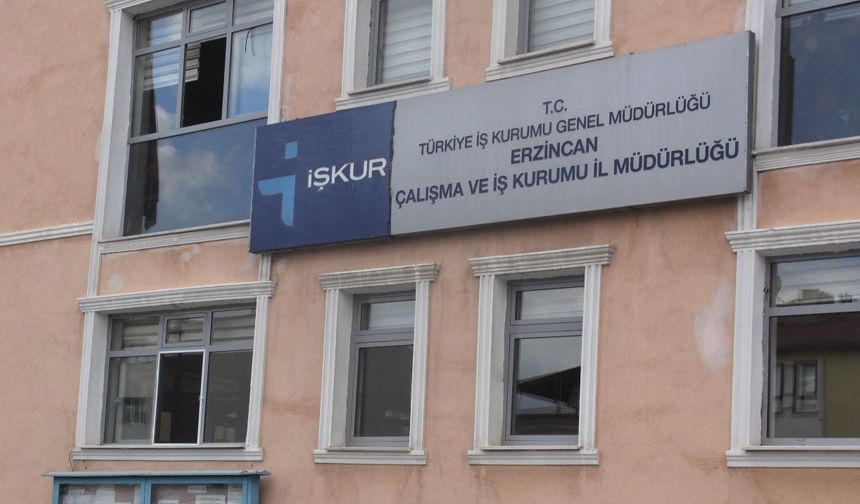 İŞKUR
T.C.
TÜRKİYE İŞ KURUMU GENEL MÜDÜRLÜĞÜ
ERZİNCAN
ÇALIŞMA VE İŞ KURUMU İL MÜDÜRLÜĞÜ